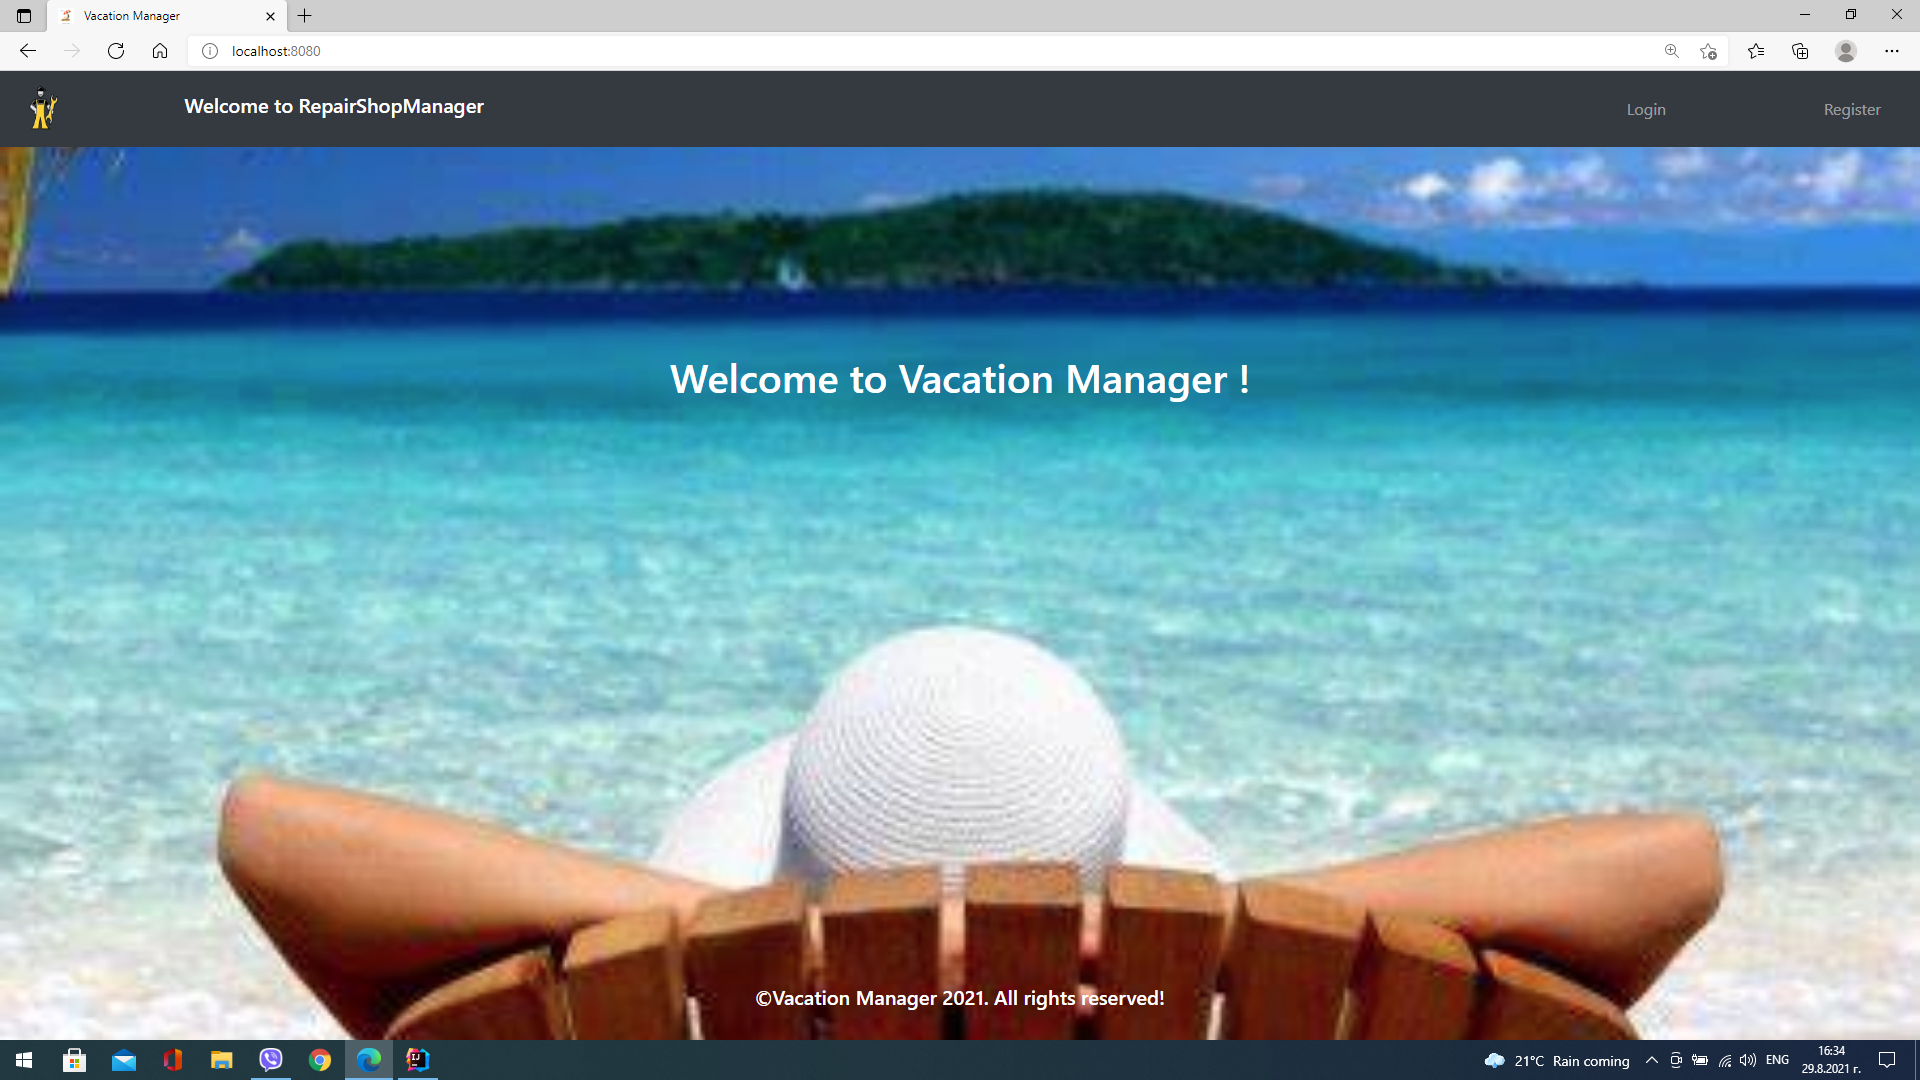 Vacation Manager
localhost:8080
Welcome to RepairShopManager
Login
Register
Welcome to Vacation Manager !
©Vacation Manager 2021. All rights reserved!
21°C Rain coming
ENG
16:34
29.8.2021 г.